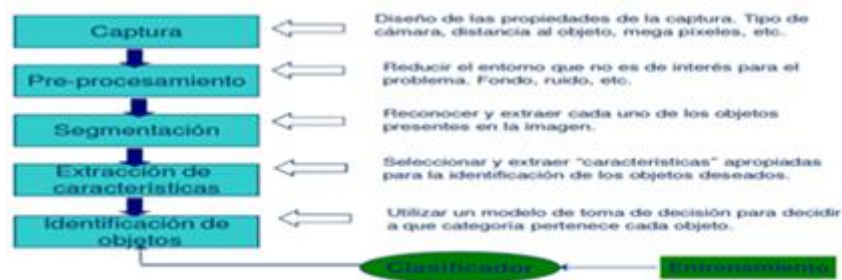 Captura
Diseño de las propiedades de la captura. Tipo de
cámara, distancia al objeto, mega píxeles, etc.
Pre-procesamiento
Reducir el entorno que no es de interés para el
problema. Fondo, ruido, etc.
Segmentación
Reconocer y extraer cada uno de los objetos
presentes en la imagen.
Extracción de
características
Seleccionar y extraer "características" apropiadas
para la identificación de los objetos deseados.
Identificación de
objetos
Utilizar un modelo de toma de decisión para decidir
a que categoría pertenece cada objeto.
Clasificador
Entrenamiento